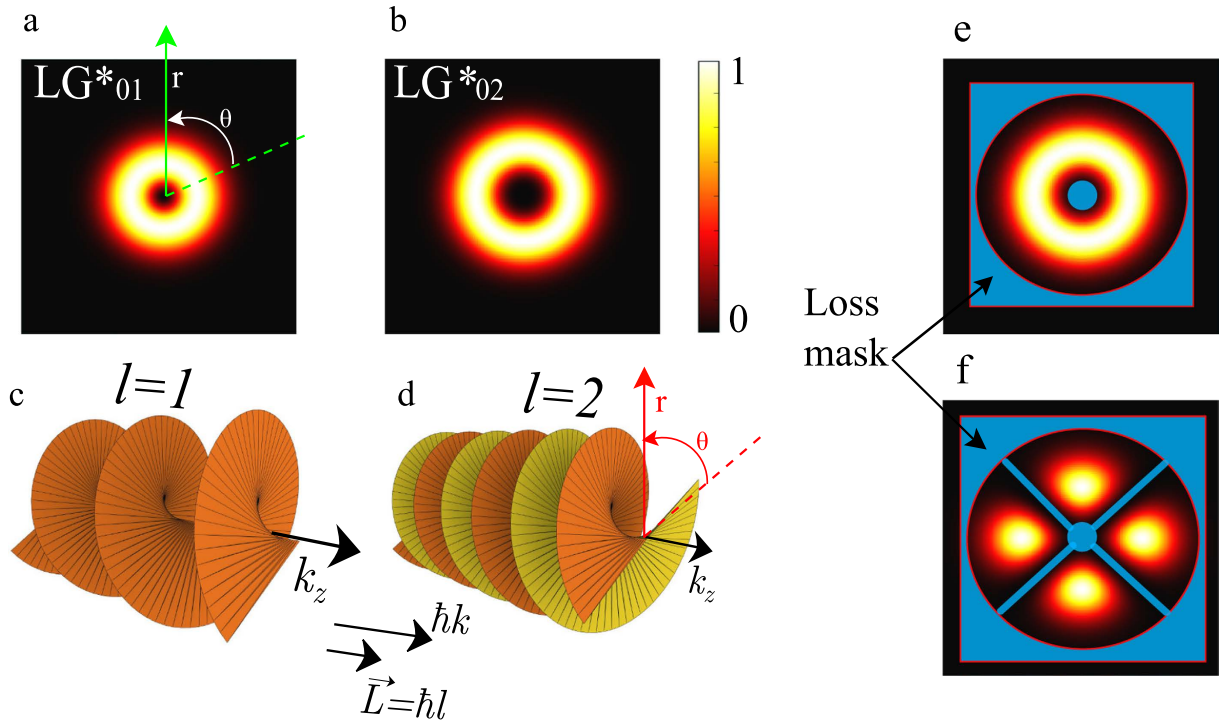 a
r
LG*01
θ
b
LG*02
1
0
e
Loss
mask
f
c
l=1
k_z
d
l=2
r
θ
k_z
ħk
L⃗=ħl